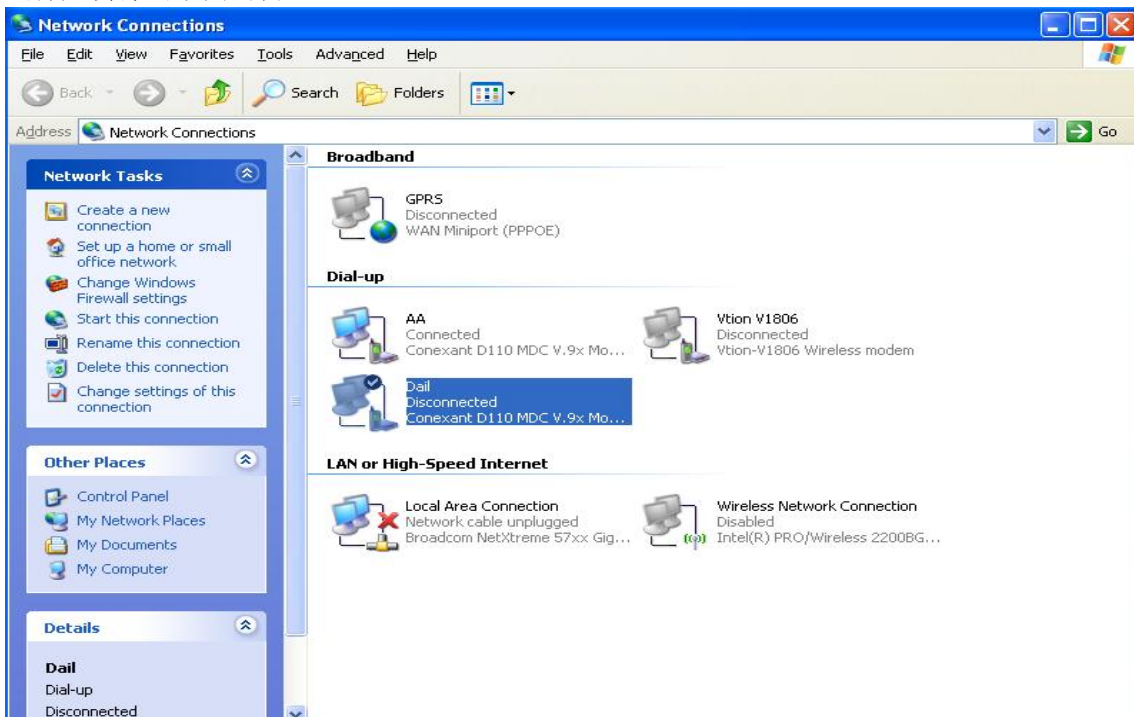 Network Connections
File Edit View Favorites Tools Advanced Help
Back Search Folders
Address Network Connections Go
Network Tasks
Create a new
connection
Set up a home or small
office network
Change Windows
Firewall settings
Start this connection
Rename this connection
Delete this connection
Change settings of this
connection
Other Places
Control Panel
My Network Places
My Documents
My Computer
Details
Dail
Dial-up
Disconnected
Broadband
GPRS
Disconnected
WAN Miniport (PPPOE)
Dial-up
AA
Connected
Conexant D110 MDC V.9x Mo...
Vtion V1806
Disconnected
Vtion-V1806 Wireless modem
Dail
Disconnected
Conexant D110 MDC V.9x Mo...
LAN or High-Speed Internet
Local Area Connection
Network cable unplugged
Broadcom NetXtreme 57xx Gig...
Wireless Network Connection
Disabled
Intel(R) PRO/Wireless 2200BG...